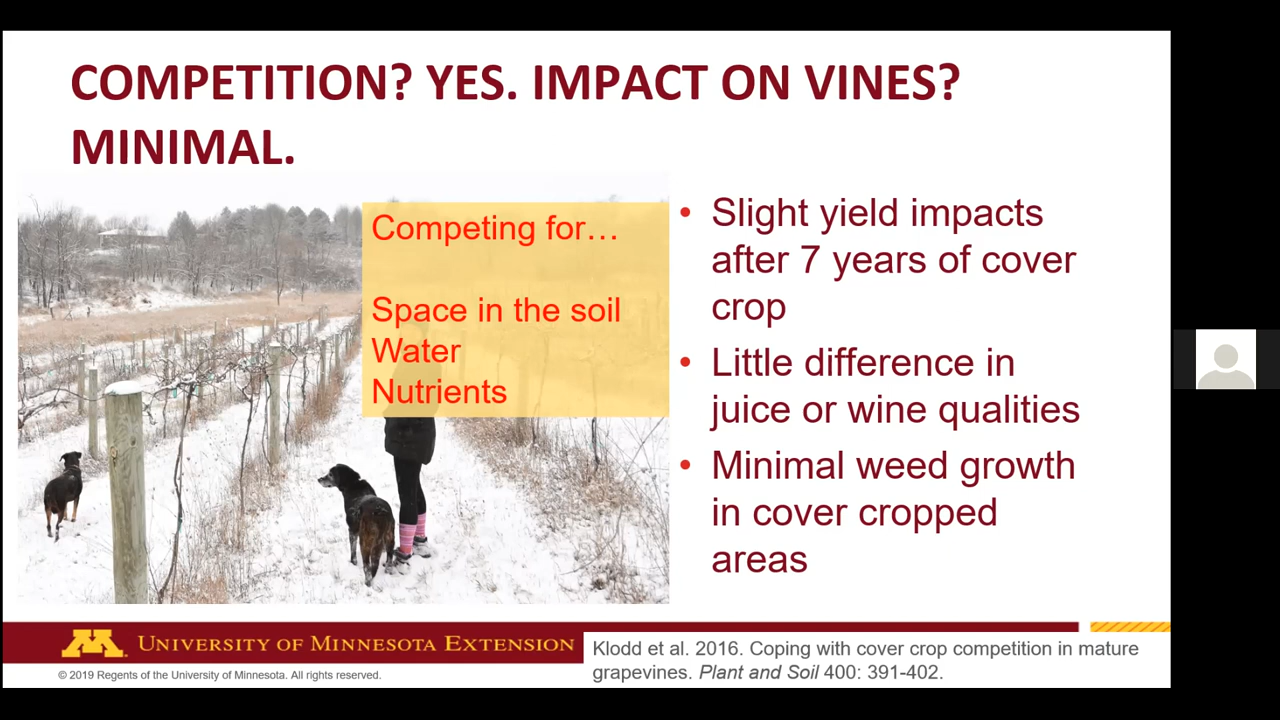 COMPETITION? YES. IMPACT ON VINES?
MINIMAL.
Competing for…
Space in the soil
Water
Nutrients
• Slight yield impacts
after 7 years of cover
crop
• Little difference in
juice or wine qualities
• Minimal weed growth
in cover cropped
areas
M UNIVERSITY OF MINNESOTA EXTENSION
© 2019 Regents of the University of Minnesota. All rights reserved.
Klodd et al. 2016. Coping with cover crop competition in mature
grapevines. Plant and Soil 400: 391-402.